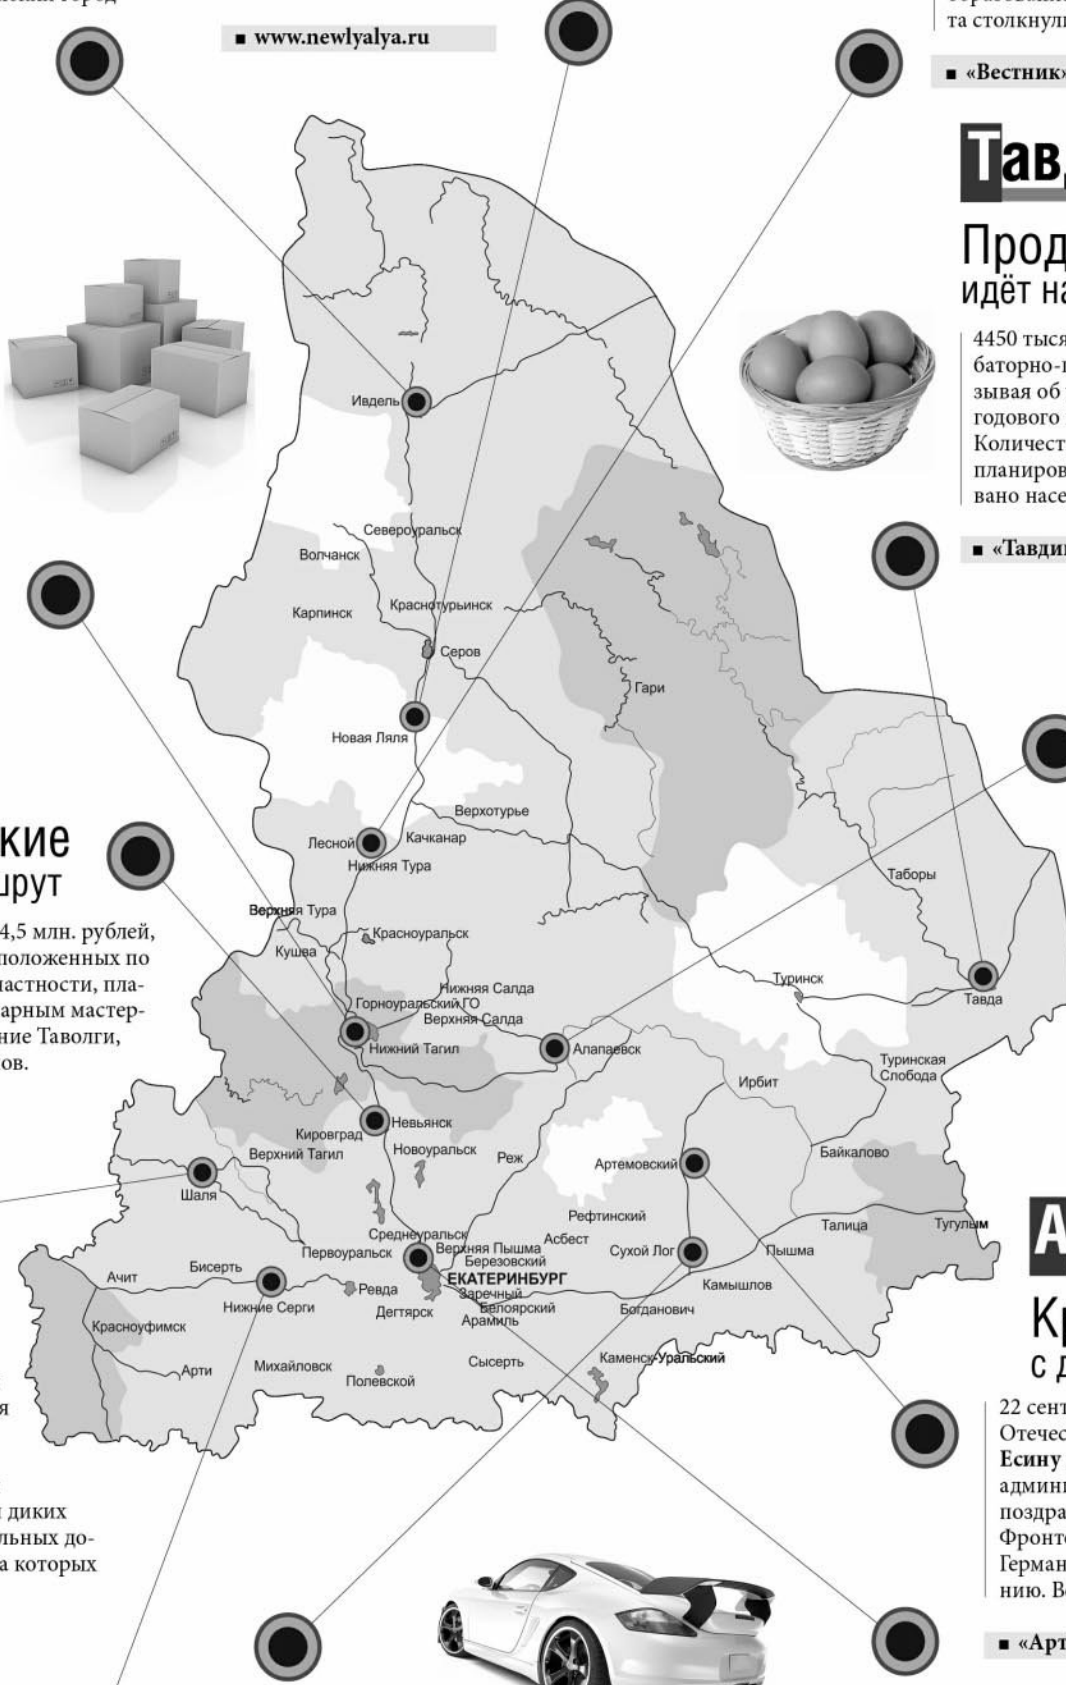 ■ www.newlyalya.ru
та столкнули
■ «Вестник»
Тавд
Прод
идёт на
4450 тыся
баторно-п
зывая об
годового
Количест
планиров
вано насе
■ «Тавдин
Ивдель
Североуральск
Волчанск
Карпинск
Краснотурьинск
Серов
Гари
Новая Ляля
Верхотурье
Лесной
Качканар
Нижняя Тура
Таборы
Верхняя Тура
Красноуральск
Кушва
Туринск
Тавда
Нижняя Салда
Горноуральский ГО
Верхняя Салда
Нижний Тагил
Алапаевск
Туринская
Слобода
Ирбит
Невьянск
Кировград
Верхний Тагил
Новоуральск
Реж
Артемовский
Байкалово
Шаля
Рефтинский
Талица
Тугулым
Среднеуральск
Асбест
Сухой Лог
Пышма
Первоуральск
Верхняя Пышма
Березовский
Ачит
Бисерть
ЕКАТЕРИНБУРГ
Камышлов
Ревда
Заречный
Нижние Серги
Дегтярск
Белоярский
Арамиль
Богданович
Красноуфимск
Арти
Михайловск
Полевской
Сысерть
Каменск-Уральский
кие
шрут
4,5 млн. рублей,
положенных по
частности, пла-
арным мастер-
ние Таволги,
ов.
я
и диких
льных до-
а которых
А
Кр
с д
22 сент
Отечес
Есину
админи
поздра
Фронто
Герман
нию. Во
■ «Арт